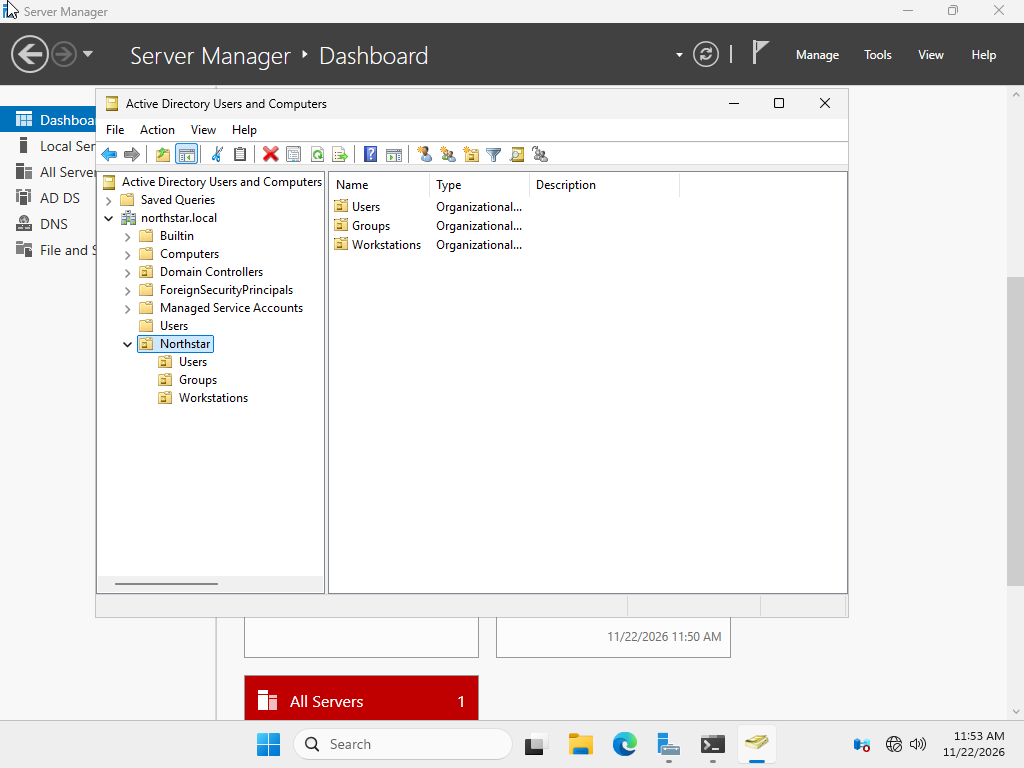 Server Manager
Server Manager Dashboard
Manage Tools View Help
Active Directory Users and Computers
File Action View Help
Dashboa
Local Ser
All Server
AD DS
DNS
File and S
Active Directory Users and Computers
Saved Queries
northstar.local
Builtin
Computers
Domain Controllers
ForeignSecurityPrincipals
Managed Service Accounts
Users
Northstar
Users
Groups
Workstations
Name Type Description
Users Organizational...
Groups Organizational...
Workstations Organizational...
11/22/2026 11:50 AM
All Servers 1
Search
11:53 AM
11/22/2026